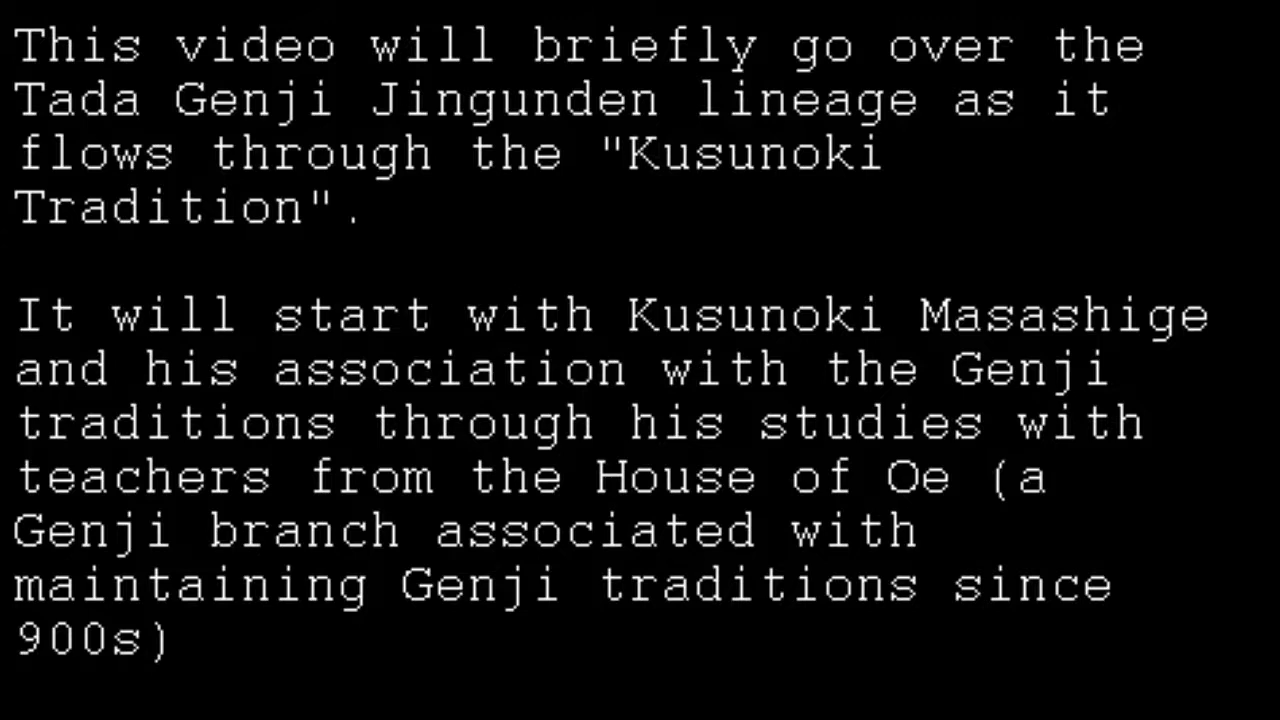 This video will briefly go over the
Tada Genji Jingunden lineage as it
flows through the "Kusunoki
Tradition".
It will start with Kusunoki Masashige
and his association with the Genji
traditions through his studies with
teachers from the House of Oe (a
Genji branch associated with
maintaining Genji traditions since
900s)